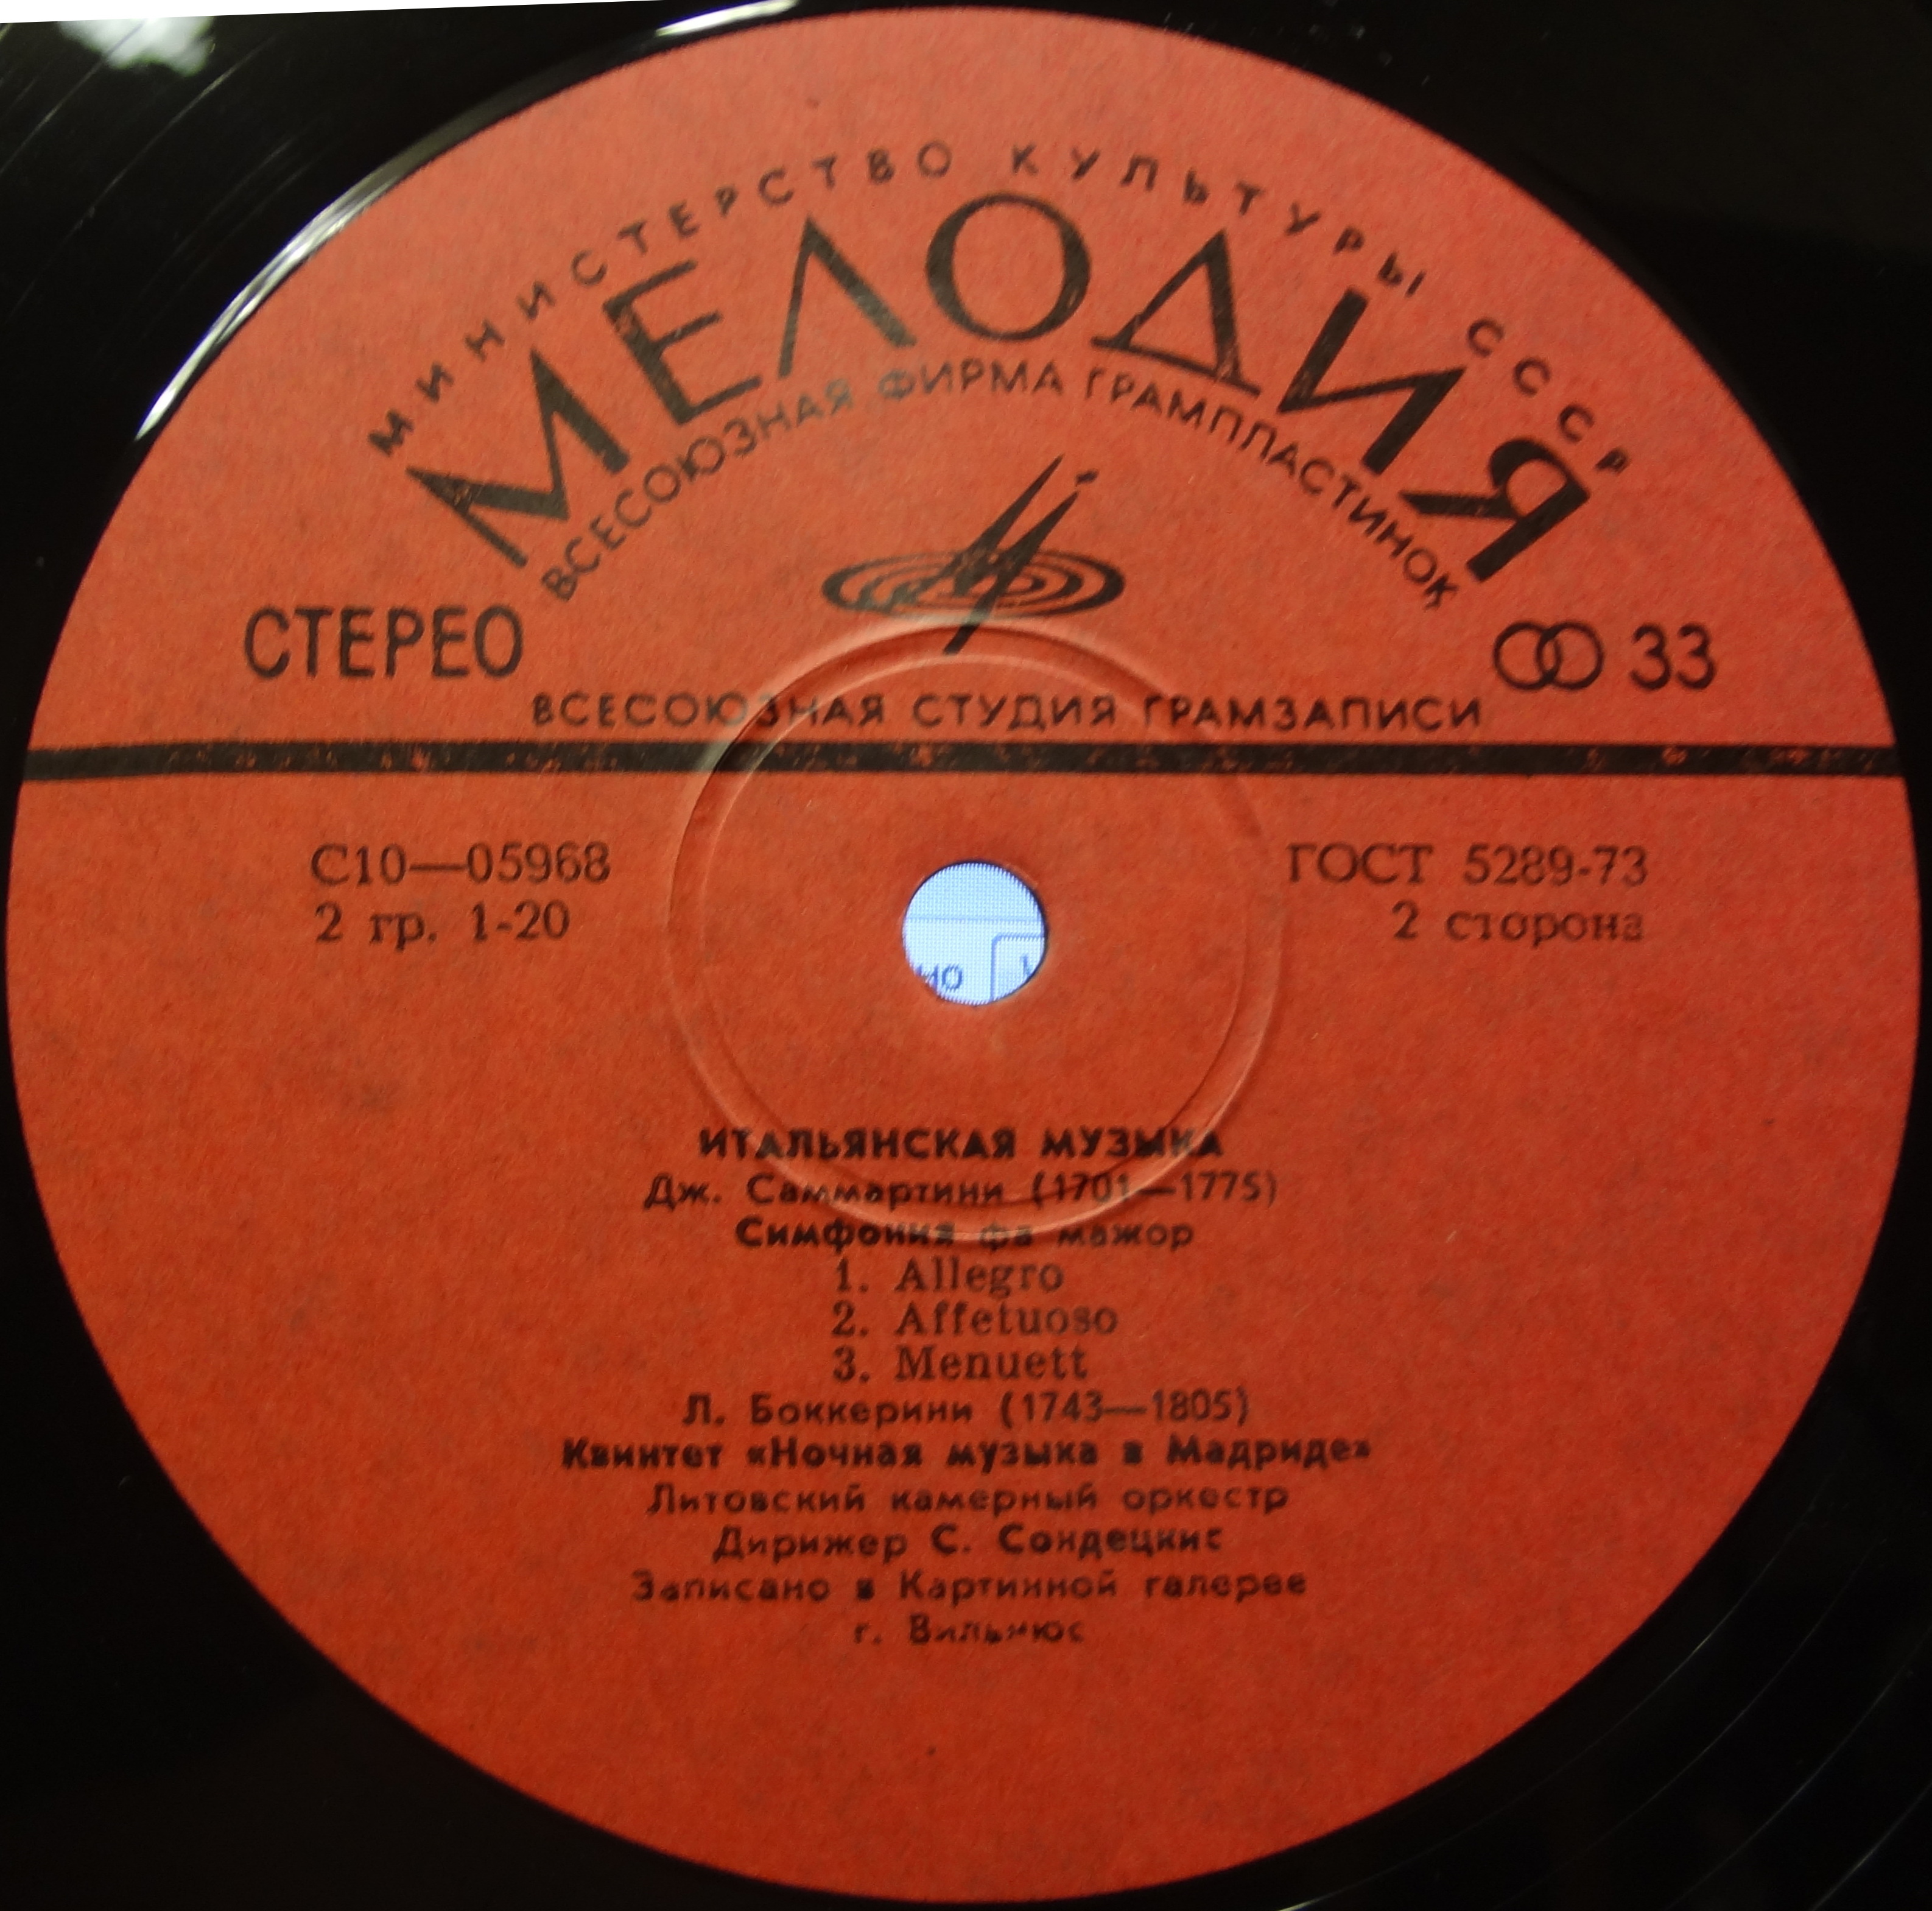 МИНИСТЕРСТВО КУЛЬТУРЫ СССР
МЕЛОДИЯ
ВСЕСОЮЗНАЯ ФИРМА ГРАМПЛАСТИНОК
СТЕРЕО
33
ВСЕСОЮЗНАЯ СТУДИЯ ГРАМЗАПИСИ
С10—05968
ГОСТ 5289-73
2 гр. 1-20
2 сторона
ИТАЛЬЯНСКАЯ МУЗЫКА
Дж. Саммартини (1701—1775)
Симфония фа мажор
1. Allegro
2. Affetuoso
3. Menuett
Л. Боккерини (1743—1805)
Квинтет «Ночная музыка в Мадриде»
Литовский камерный оркестр
Дирижер С. Сондецкис
Записано в Картинной галерее
г. Вильнюс